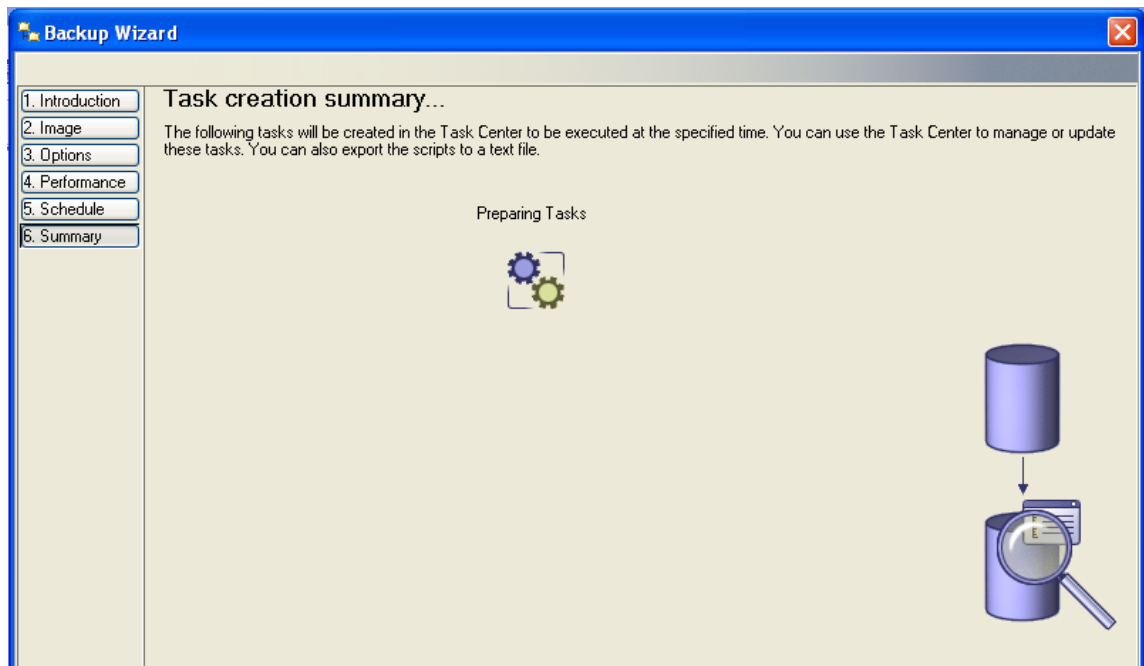 Backup Wizard
1. Introduction
2. Image
3. Options
4. Performance
5. Schedule
6. Summary
Task creation summary...
The following tasks will be created in the Task Center to be executed at the specified time. You can use the Task Center to manage or update
these tasks. You can also export the scripts to a text file.
Preparing Tasks